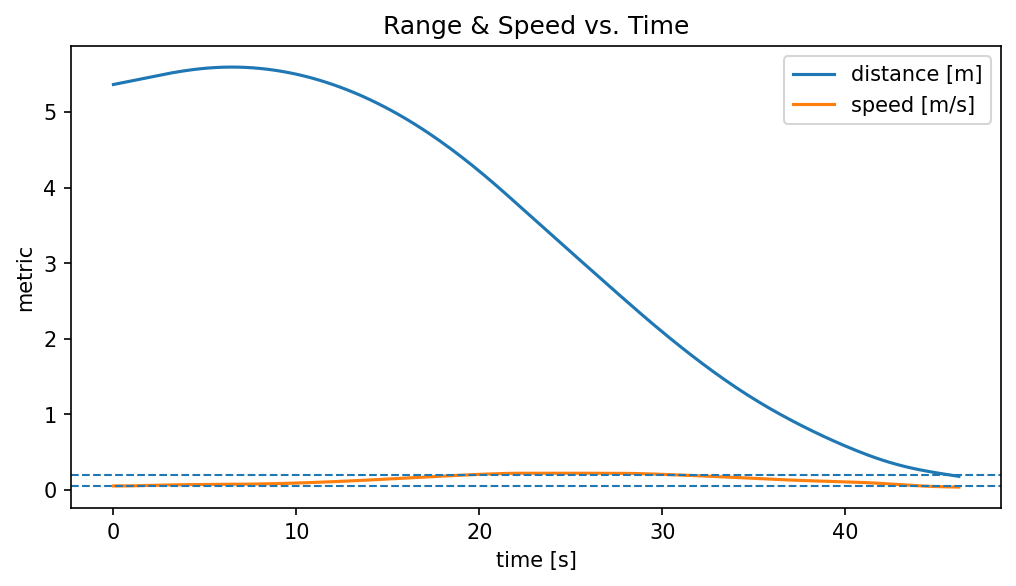 Range & Speed vs. Time
distance [m]
speed [m/s]
metric
5
4
3
2
1
0
0 10 20 30 40
time [s]